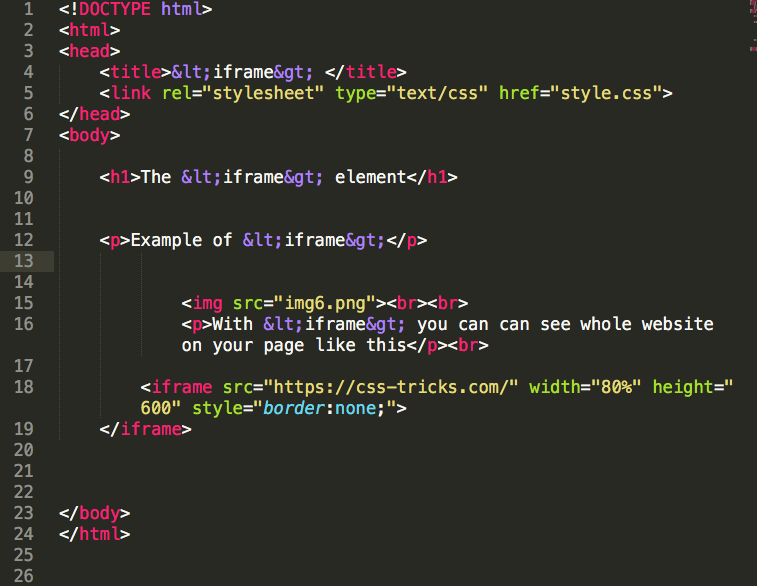 1 <!DOCTYPE html>
2 <html>
3 <head>
4 <title>&lt;iframe&gt; </title>
5 <link rel="stylesheet" type="text/css" href="style.css">
6 </head>
7 <body>
8
9 <h1>The &lt;iframe&gt; element</h1>
10
11
12 <p>Example of &lt;iframe&gt;</p>
13
14
15 <img src="img6.png"><br><br>
16 <p>With &lt;iframe&gt; you can can see whole website
on your page like this</p><br>
17
18 <iframe src="https://css-tricks.com/" width="80%" height="
600" style="border:none;">
19 </iframe>
20
21
22
23 </body>
24 </html>
25
26